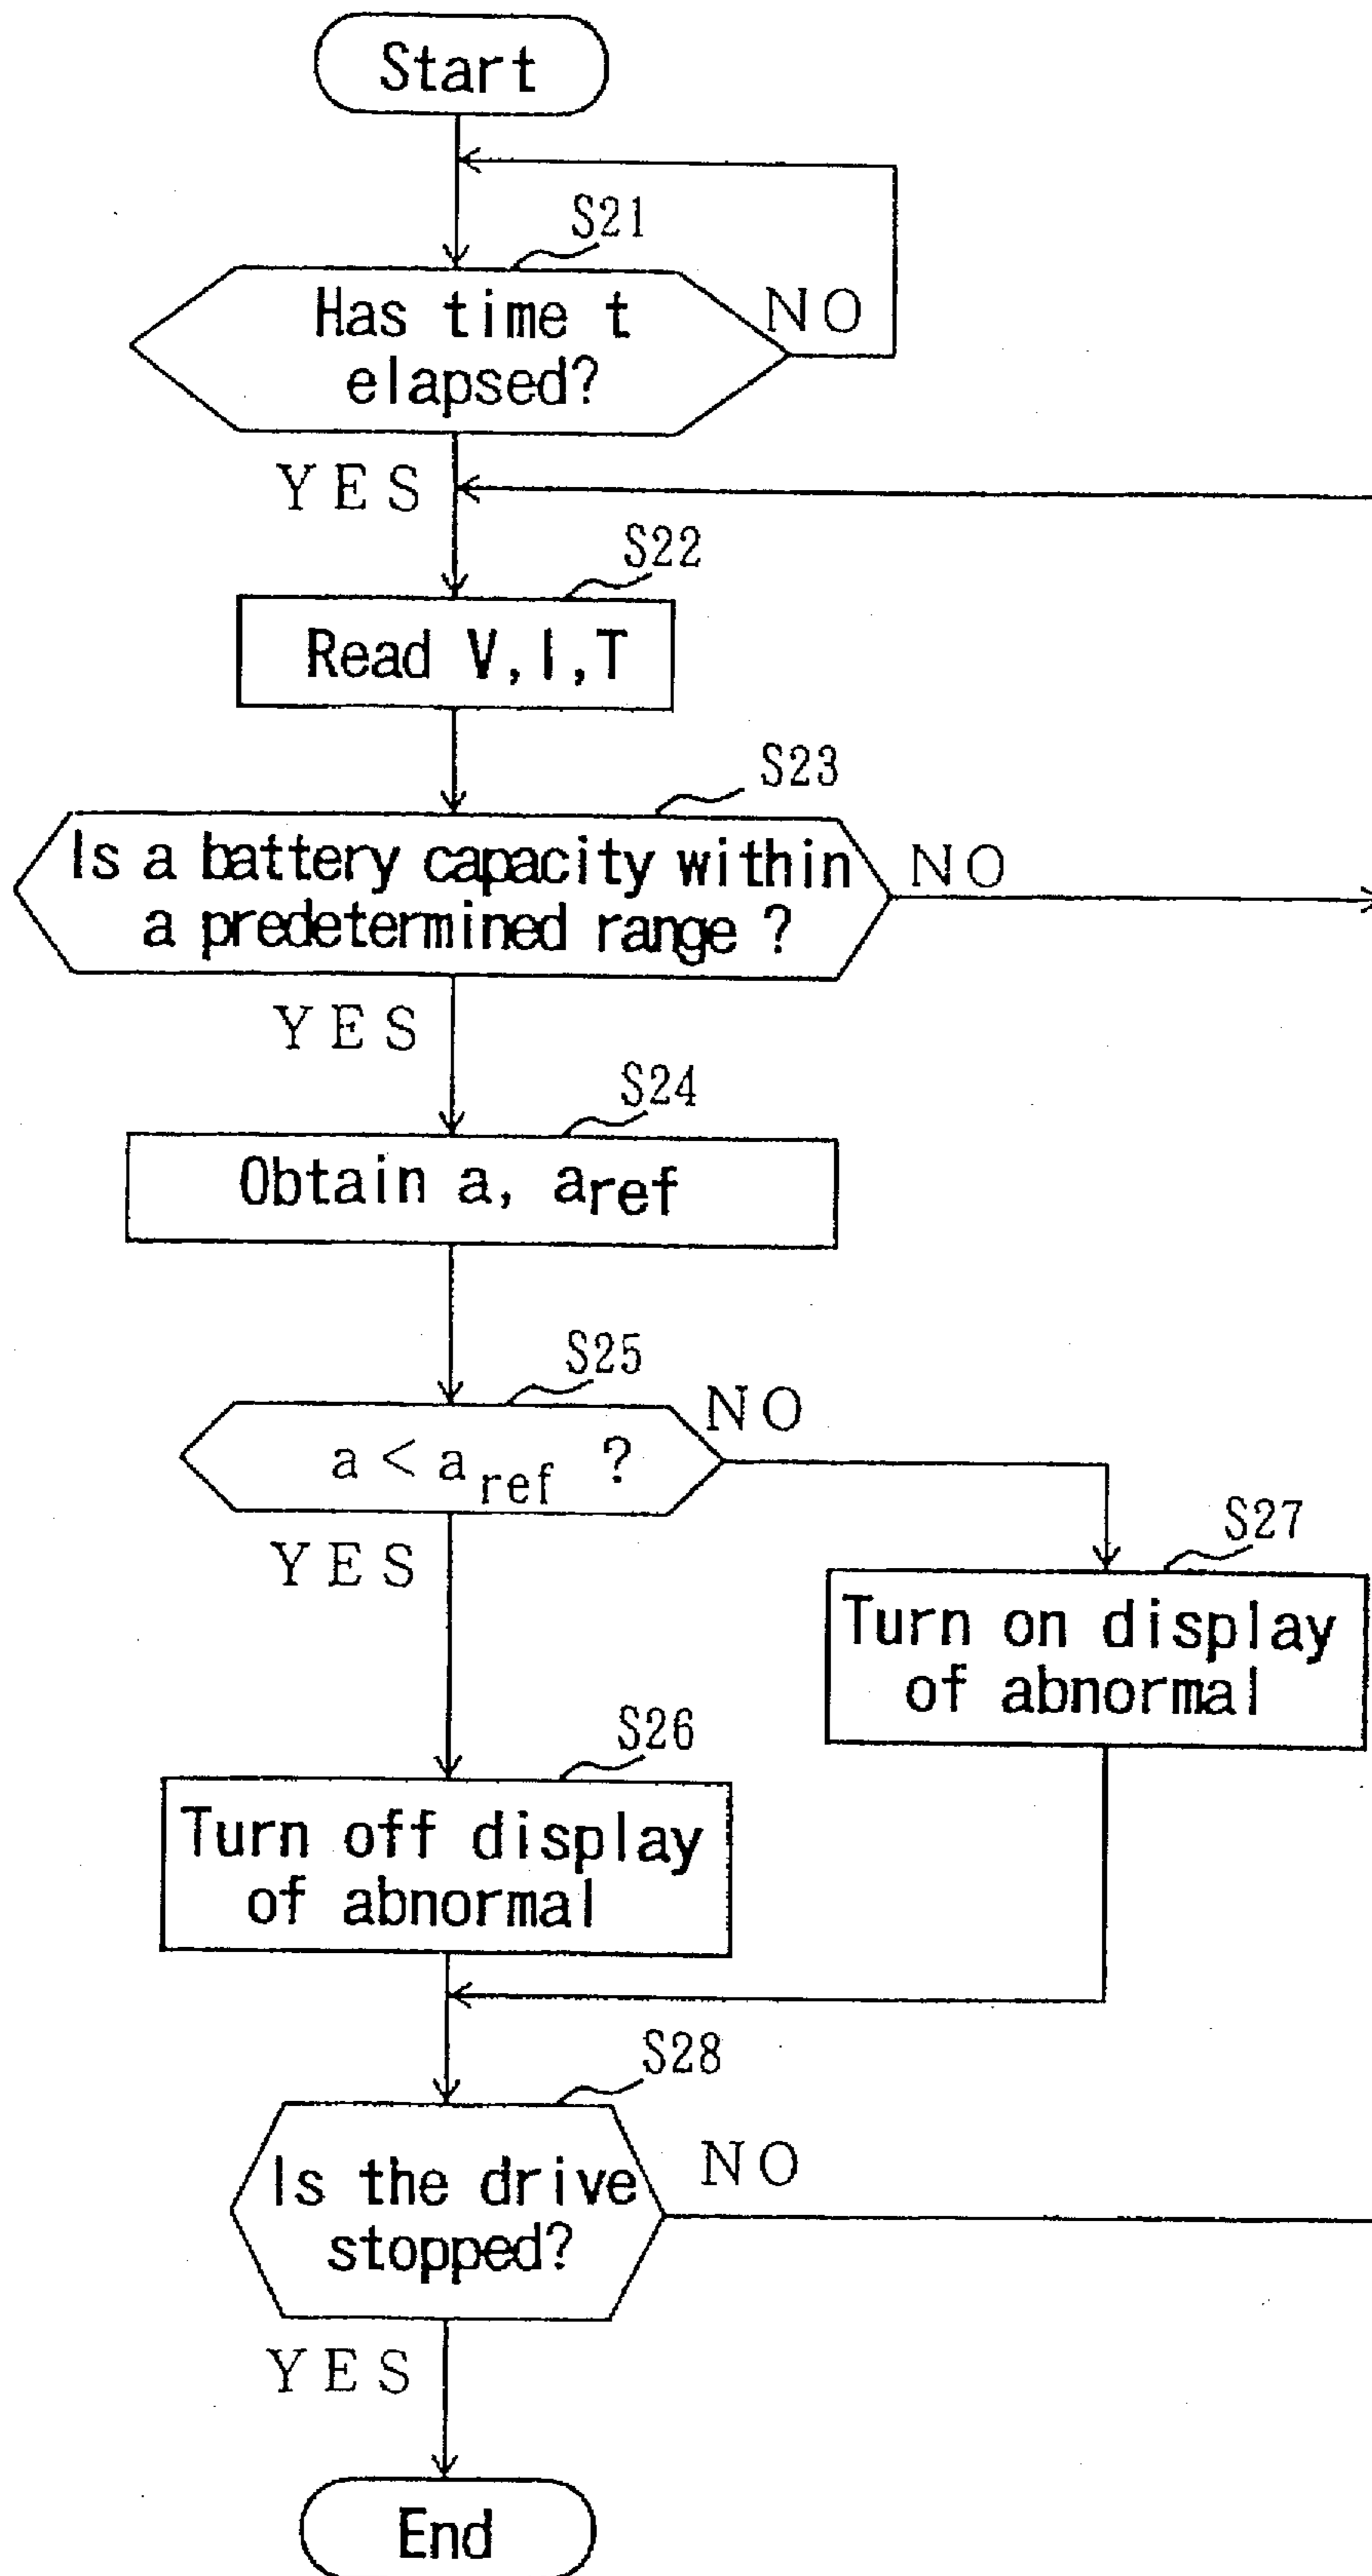 Start
S21
Has time t
elapsed?
NO
YES
S22
Read V,I,T
S23
Is a battery capacity within
a predetermined range ?
NO
YES
S24
Obtain a, aref
S25
a < aref ?
NO
YES
S27
Turn on display
of abnormal
S26
Turn off display
of abnormal
S28
Is the drive
stopped?
NO
YES
End